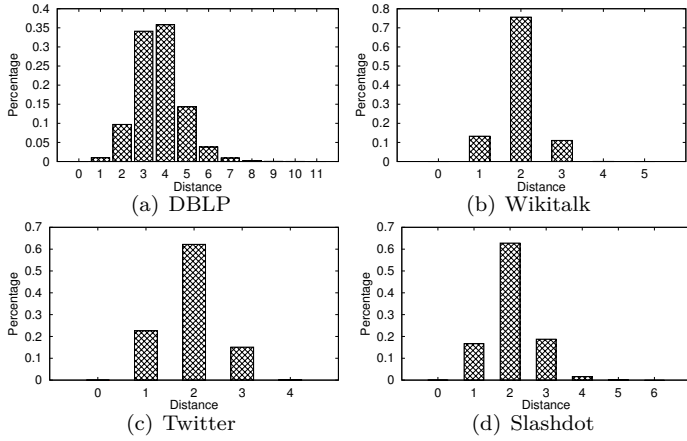 0.4
0.35
0.3
0.25
0.2
0.15
0.1
0.05
0
Percentage
0 1 2 3 4 5 6 7 8 9 10 11
Distance
(a) DBLP
0.8
0.7
0.6
0.5
0.4
0.3
0.2
0.1
0
Percentage
0 1 2 3 4 5
Distance
(b) Wikitalk
0.7
0.6
0.5
0.4
0.3
0.2
0.1
0
Percentage
0 1 2 3 4
Distance
(c) Twitter
0.7
0.6
0.5
0.4
0.3
0.2
0.1
0
Percentage
0 1 2 3 4 5 6
Distance
(d) Slashdot